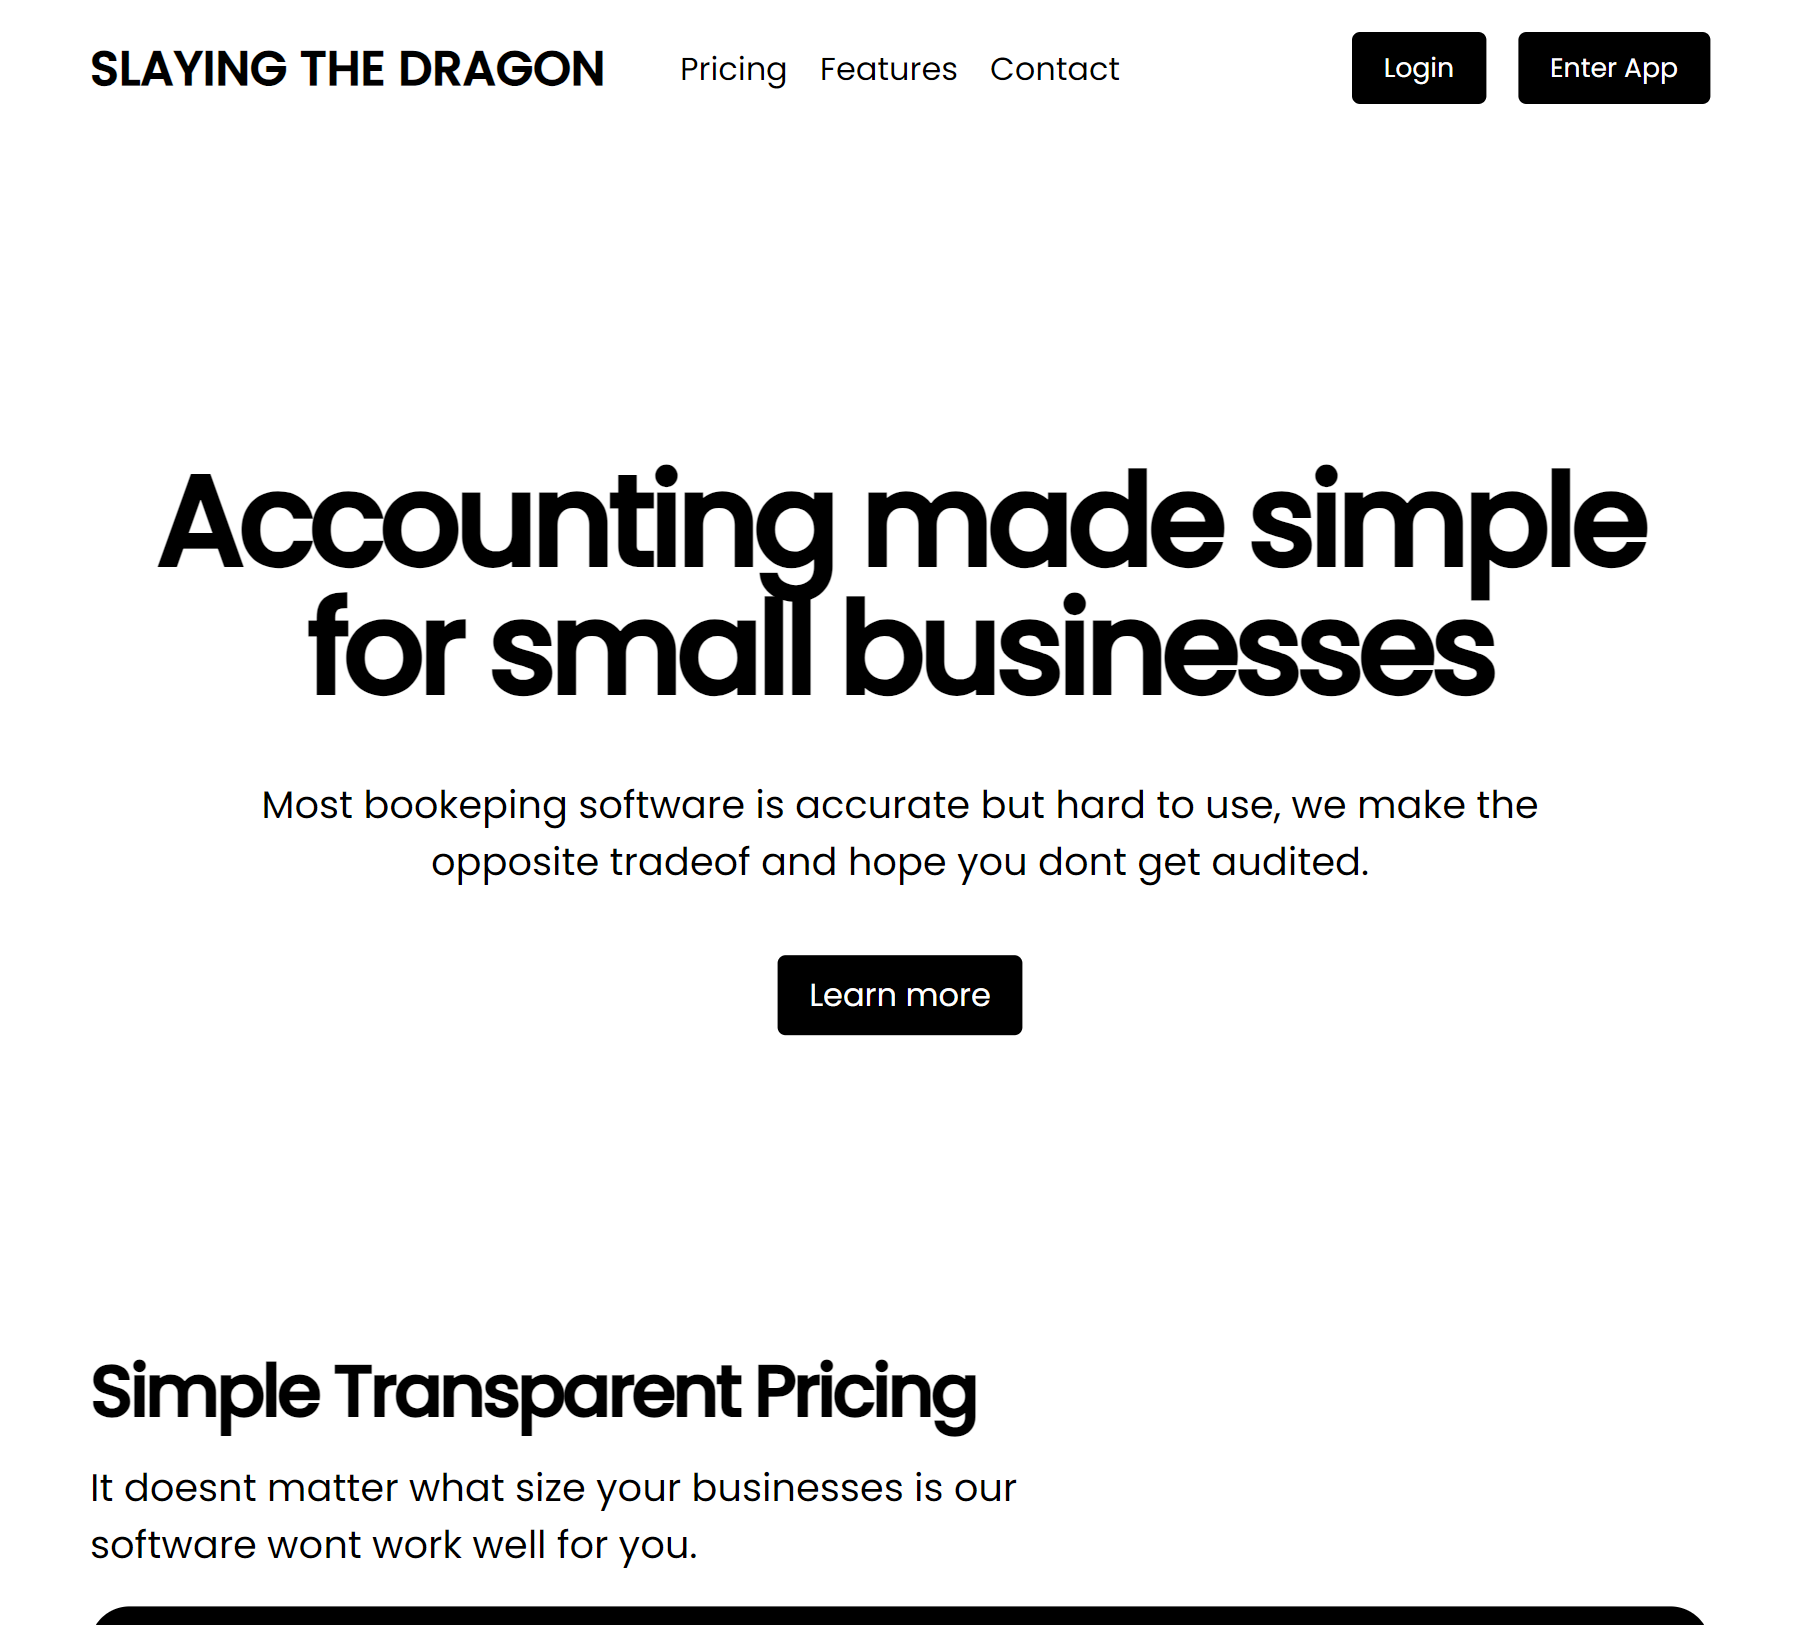 SLAYING THE DRAGON Pricing Features Contact Login Enter App
Accounting made simple
for small businesses
Most bookeping software is accurate but hard to use, we make the
opposite tradeof and hope you dont get audited.
Learn more
Simple Transparent Pricing
It doesnt matter what size your businesses is our
software wont work well for you.